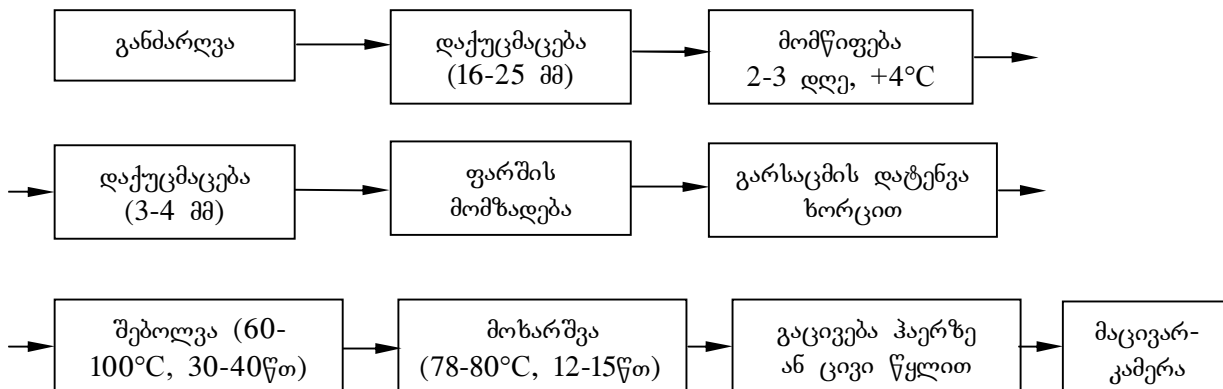 განძარღვა
დაქუცმაცება
(16-25 მმ)
მომწიფება
2-3 დღე, +4°C
დაქუცმაცება
(3-4 მმ)
ფარშის
მომზადება
გარსაცმის დატენვა
ხორცით
შებოლვა (60-
100°C, 30-40წთ)
მოხარშვა
(78-80°C, 12-15წთ)
გაცივება ჰაერზე
ან ცივი წყლით
მაცივარ-
კამერა